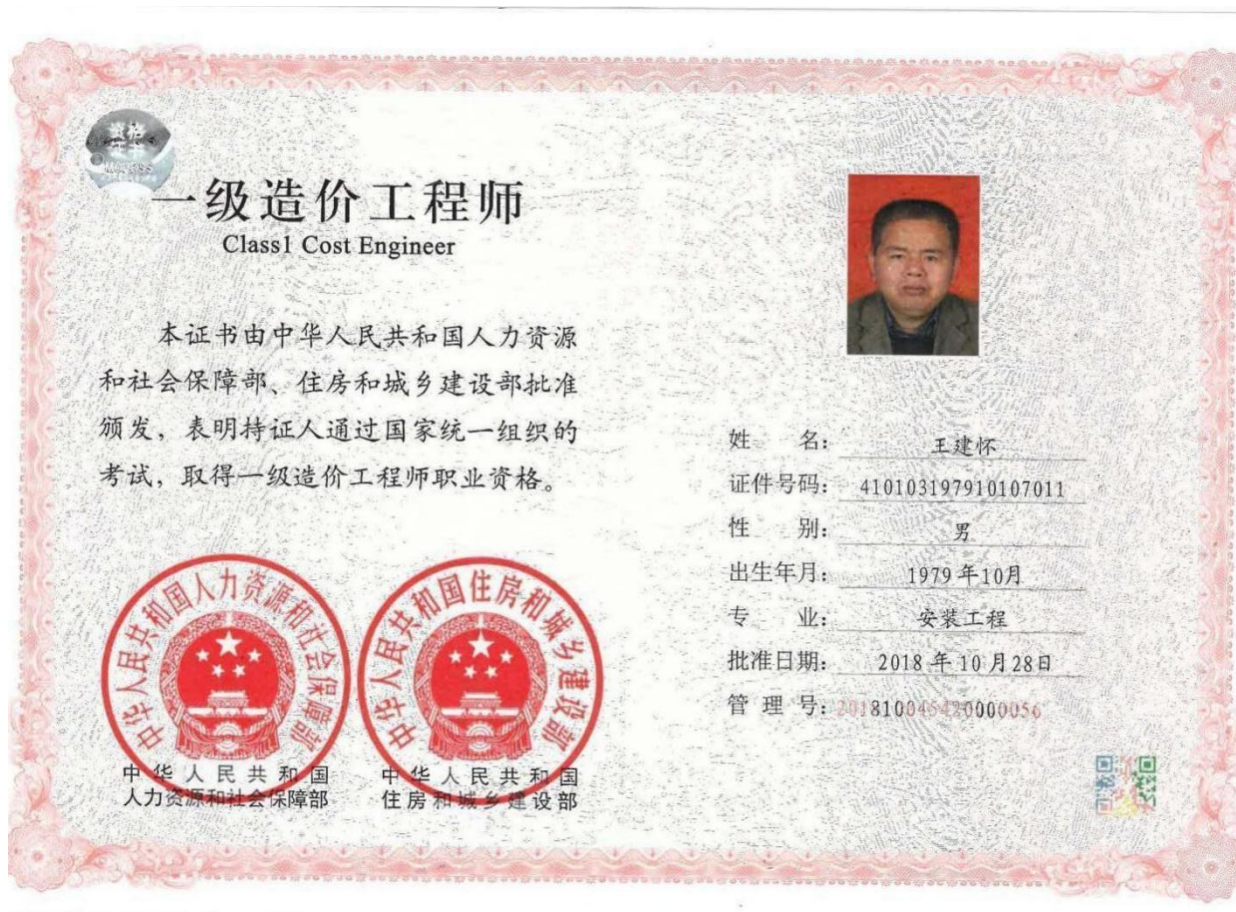 一级造价工程师
Class1 Cost Engineer
本证书由中华人民共和国人力资源
和社会保障部、住房和城乡建设部批准
颁发，表明持证人通过国家统一组织的
考试，取得一级造价工程师职业资格。
中华人民共和国人力资源和社会保障部
中华人民共和国住房和城乡建设部
中华人民共和国
人力资源和社会保障部
中华人民共和国
住房和城乡建设部
姓 名： 王建怀
证件号码： 410103197910107011
性 别： 男
出生年月： 1979年10月
专 业： 安装工程
批准日期： 2018年10月28日
管 理 号：